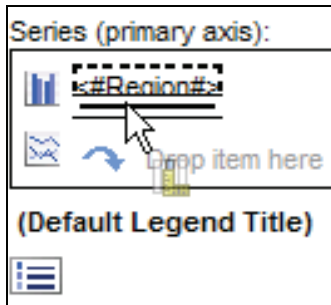 Series (primary axis):
<#Region#>
Drop item here
(Default Legend Title)